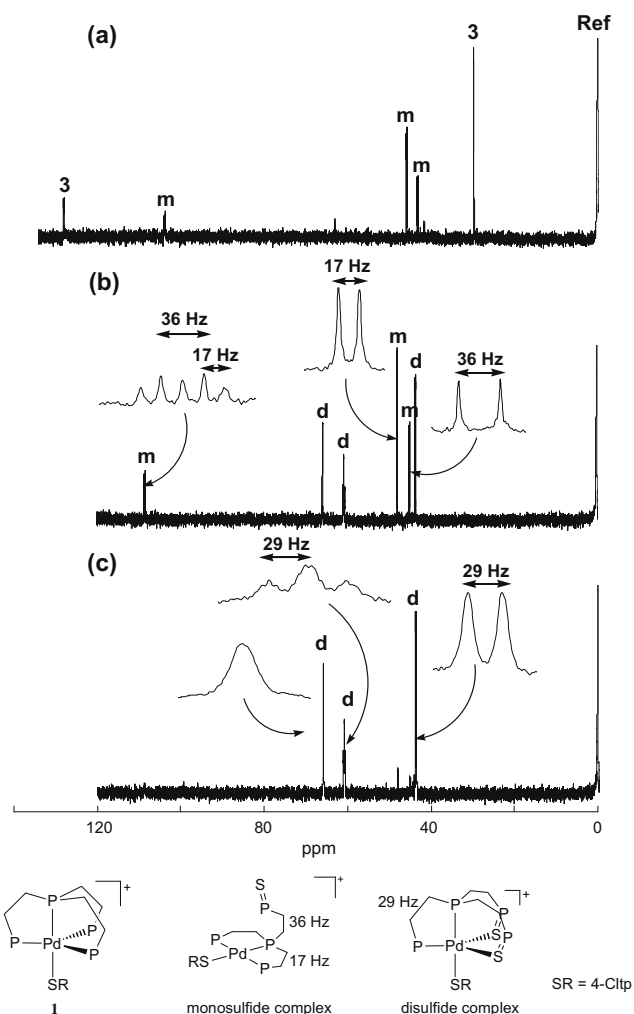 (a)
3
Ref
m
m
3
m
(b)
17 Hz
36 Hz
17 Hz
m
d
36 Hz
m
d
d
m
(c)
29 Hz
29 Hz
d
d
d
120 80 60 40 0
ppm
+ + +
S
P
P P
P Pd P
SR
1
S
P
36 Hz
P P
RS Pd
P 17 Hz
monosulfide complex
29 Hz
P
P
S P
P Pd S
SR
disulfide complex
SR = 4-Cltp